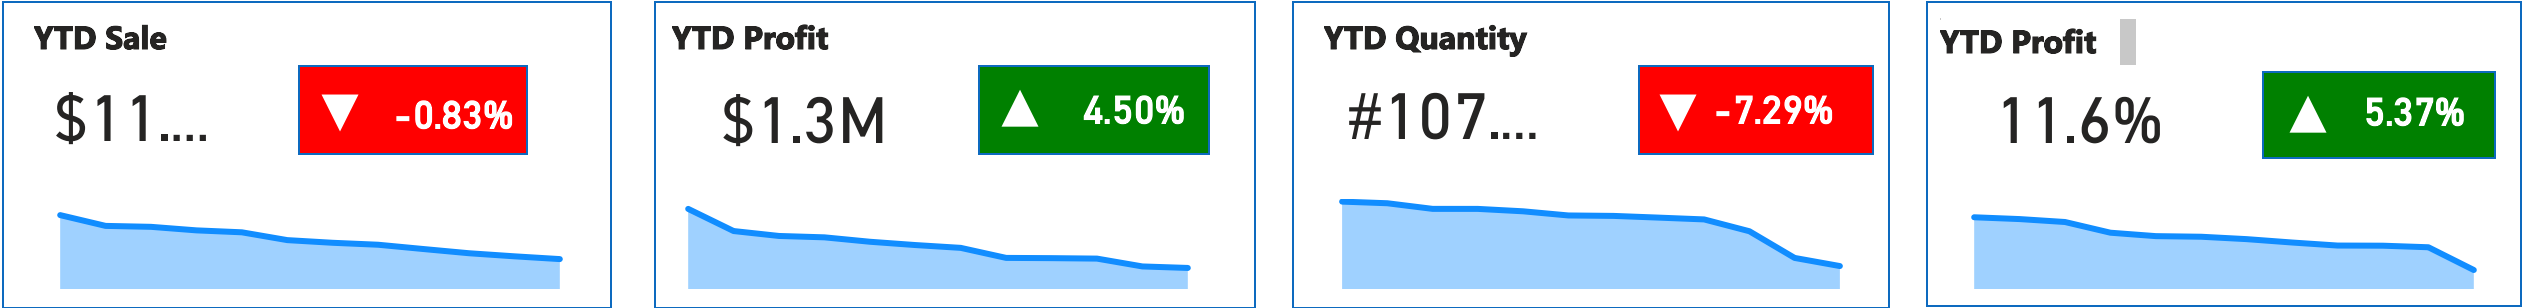 YTD Sale
$11....
▼ -0.83%
YTD Profit
$1.3M
▲ 4.50%
YTD Quantity
#107....
▼ -7.29%
YTD Profit
11.6%
▲ 5.37%